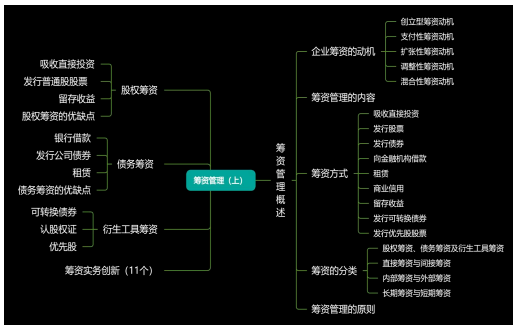 筹资管理（上）
股权筹资
吸收直接投资
发行普通股股票
留存收益
股权筹资的优缺点
债务筹资
银行借款
发行公司债券
租赁
债务筹资的优缺点
衍生工具筹资
可转换债券
认股权证
优先股
筹资实务创新（11个）
筹资管理概述
企业筹资的动机
创立型筹资动机
支付性筹资动机
扩张性筹资动机
调整性筹资动机
混合性筹资动机
筹资管理的内容
筹资方式
吸收直接投资
发行股票
发行债券
向金融机构借款
租赁
商业信用
留存收益
发行可转换债券
发行优先股股票
筹资的分类
股权筹资、债务筹资及衍生工具筹资
直接筹资与间接筹资
内部筹资与外部筹资
长期筹资与短期筹资
筹资管理的原则